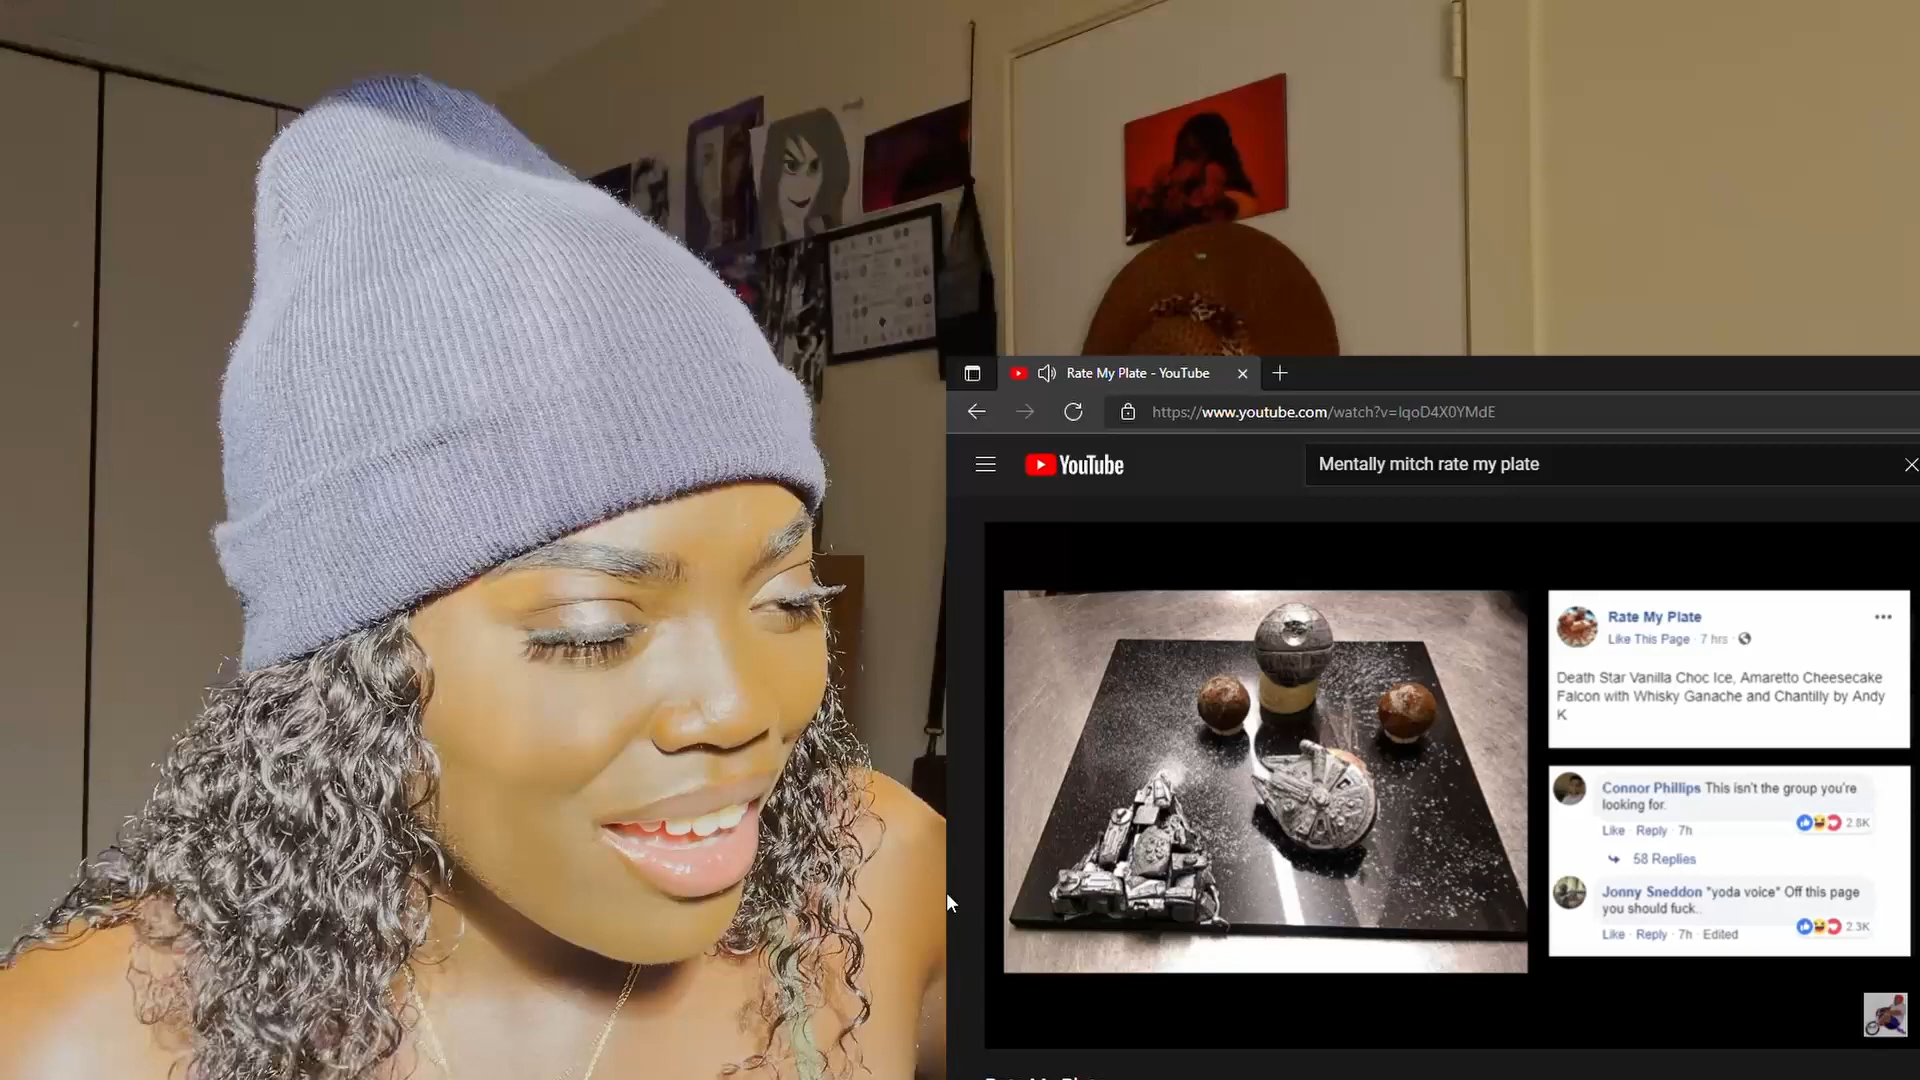 Rate My Plate - YouTube
https://www.youtube.com/watch?v=IqoD4X0YMdE
YouTube
Mentally mitch rate my plate
Rate My Plate
Like This Page · 7 hrs ·
Death Star Vanilla Choc Ice, Amaretto Cheesecake
Falcon with Whisky Ganache and Chantilly by Andy
K
Connor Phillips This isn't the group you're
looking for.
Like · Reply · 7h
2.8K
58 Replies
Jonny Sneddon *yoda voice* Off this page
you should fuck..
Like · Reply · 7h · Edited
2.3K